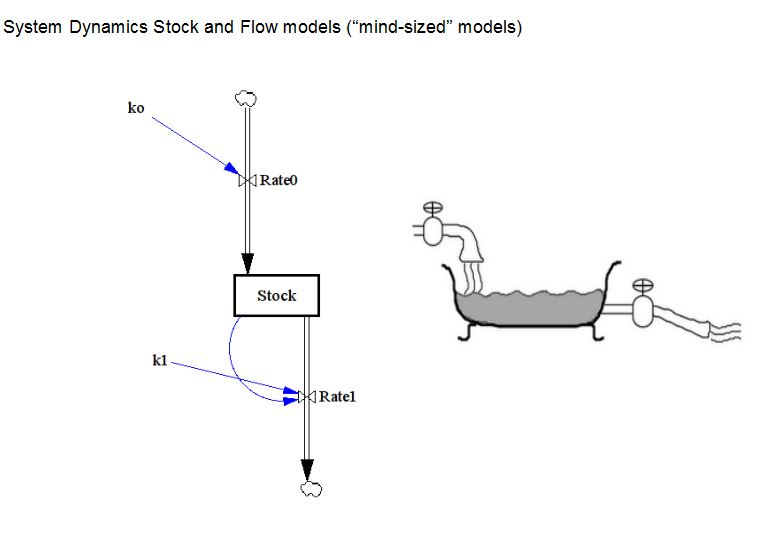 System Dynamics Stock and Flow models (“mind-sized” models)
ko
Rate0
Stock
k1
Rate1